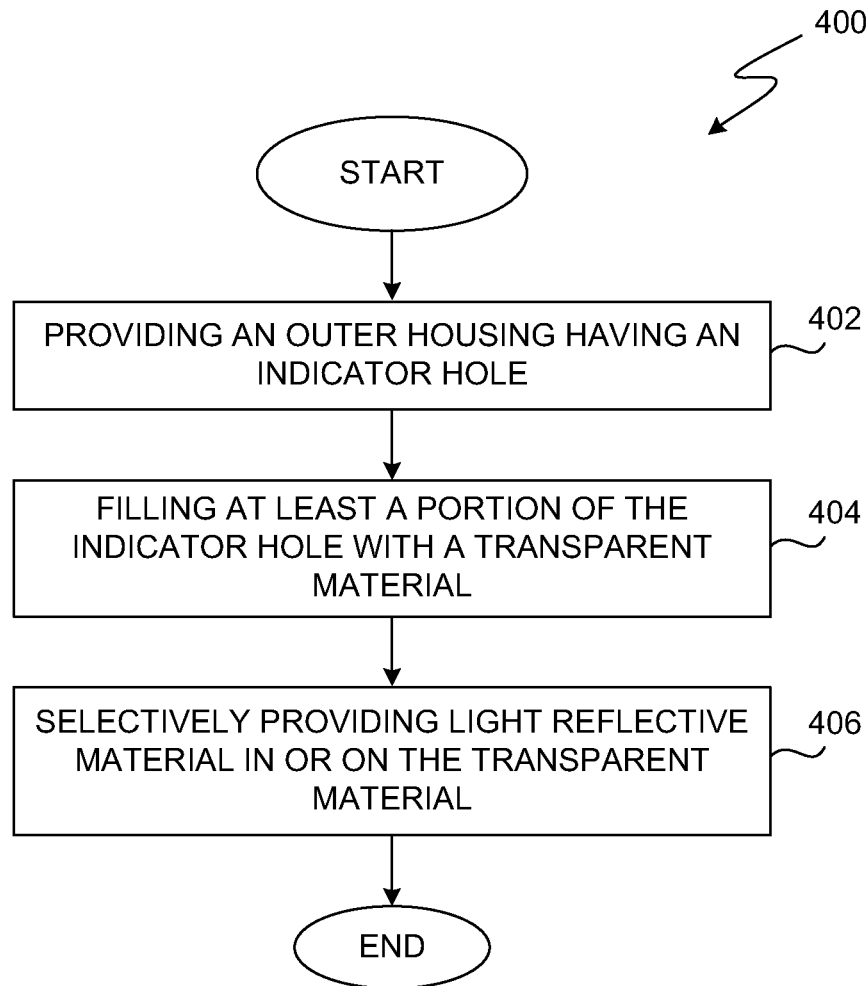 400
START
PROVIDING AN OUTER HOUSING HAVING AN
INDICATOR HOLE
402
FILLING AT LEAST A PORTION OF THE
INDICATOR HOLE WITH A TRANSPARENT
MATERIAL
404
SELECTIVELY PROVIDING LIGHT REFLECTIVE
MATERIAL IN OR ON THE TRANSPARENT
MATERIAL
406
END